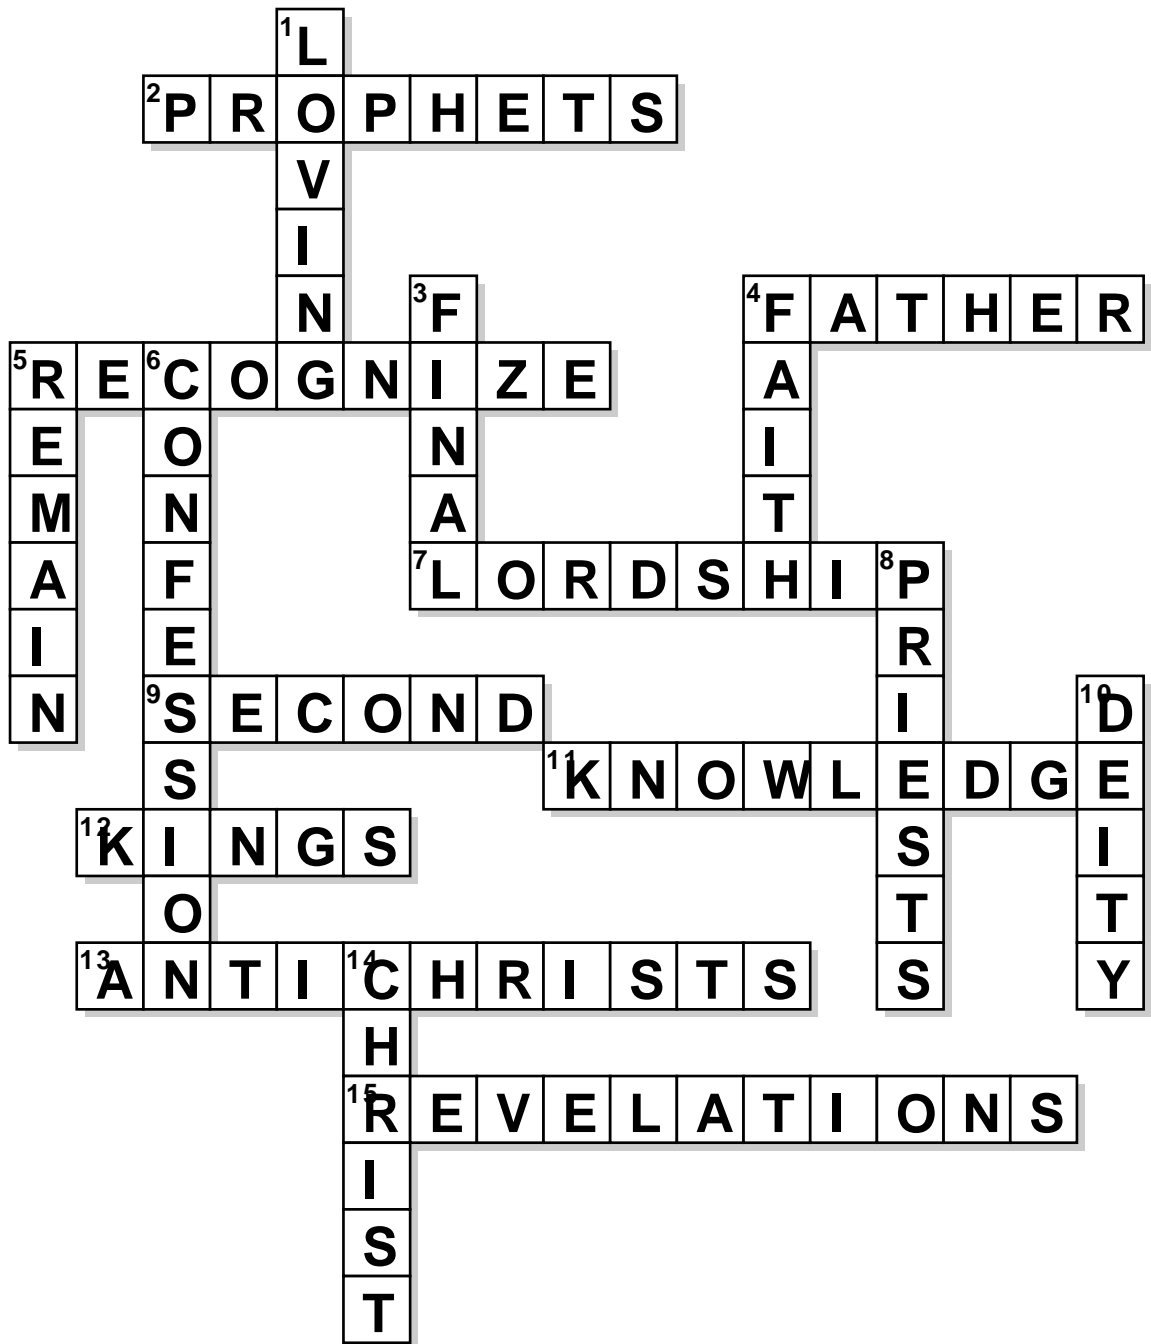 1L
2PROPHETS
V
I
N 3F 4FATHER
5RE6COGNIZE A
E O N I
M N A T
A F 7LORDSHI8P
I E R
N 9SECOND I 10D
S 11KNOWLEDGE
12KINGS S I
O T T
13ANTI14CHRISTS S Y
H
15REVELATIONS
I
S
T